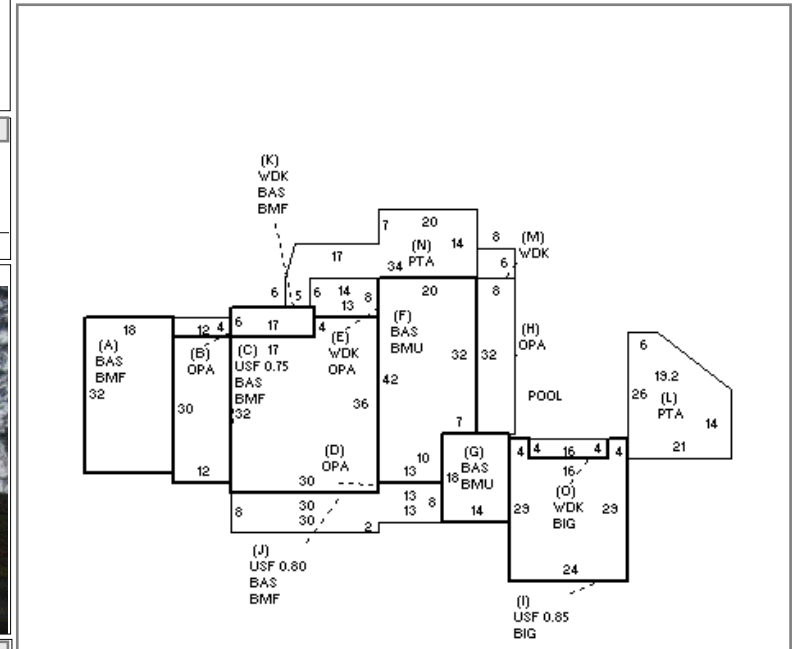 (K)
WDK
BAS
BMF
7
20
8
(M)
WDK
17
(N)
PTA
14
34
6
6
5
6
14
13
8
20
8
18
12
4
6
17
4
(F)
BAS
BMU
(A)
BAS
BMF
32
(B)
OPA
(C)
17
USF 0.75
BAS
BMF
32
(E)
WDK
OPA
32
32
(H)
OPA
6
19.2
26
(L)
PTA
14
21
42
30
36
POOL
7
(D)
OPA
10
13
(G)
BAS
BMU
18
4
4
16
4
4
16
12
30
(O)
WDK
BIG
29
29
8
30
30
13
13
8
14
2
24
(J)
USF 0.80
BAS
BMF
(I)
USF 0.85
BIG